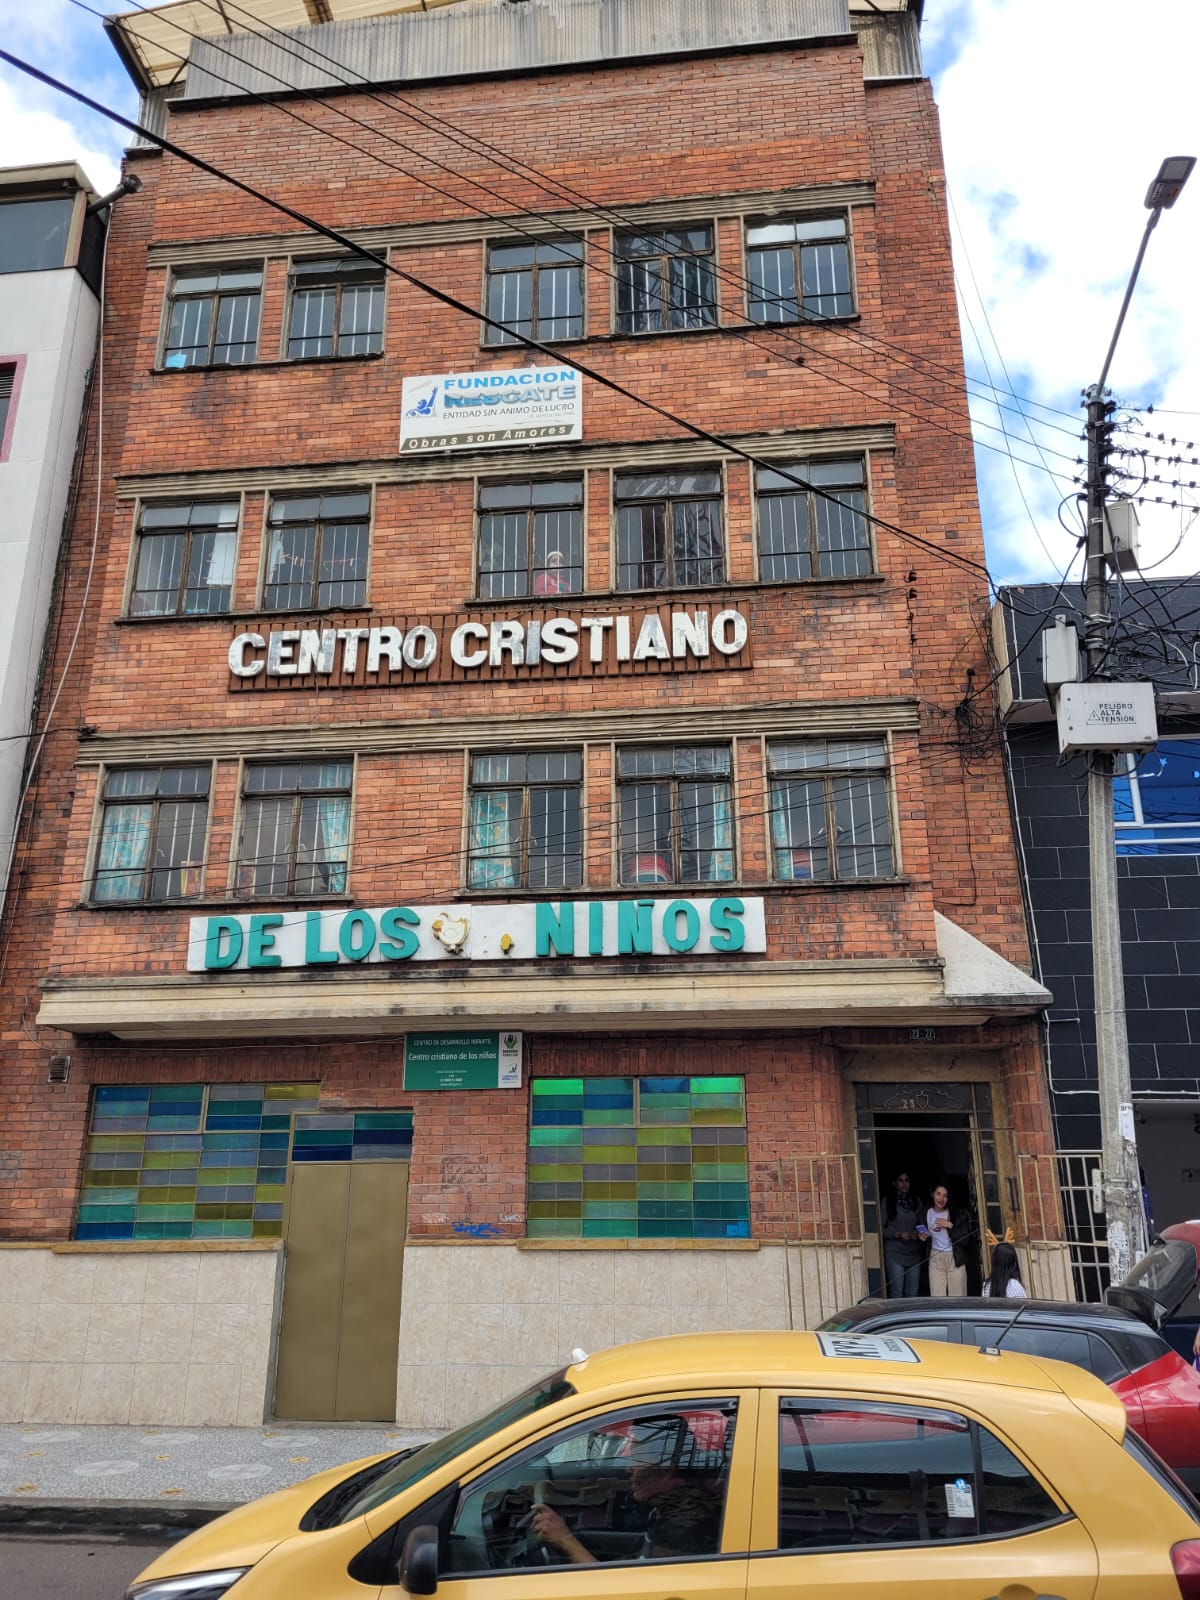 FUNDACION
RESCATE
ENTIDAD SIN ANIMO DE LUCRO
Obras son Amores
CENTRO CRISTIANO
DE LOS NIÑOS
CENTRO DE DESARROLLO INFANTIL
Centro cristiano de los niños
23-27
23
PELIGRO
ALTA
TENSION